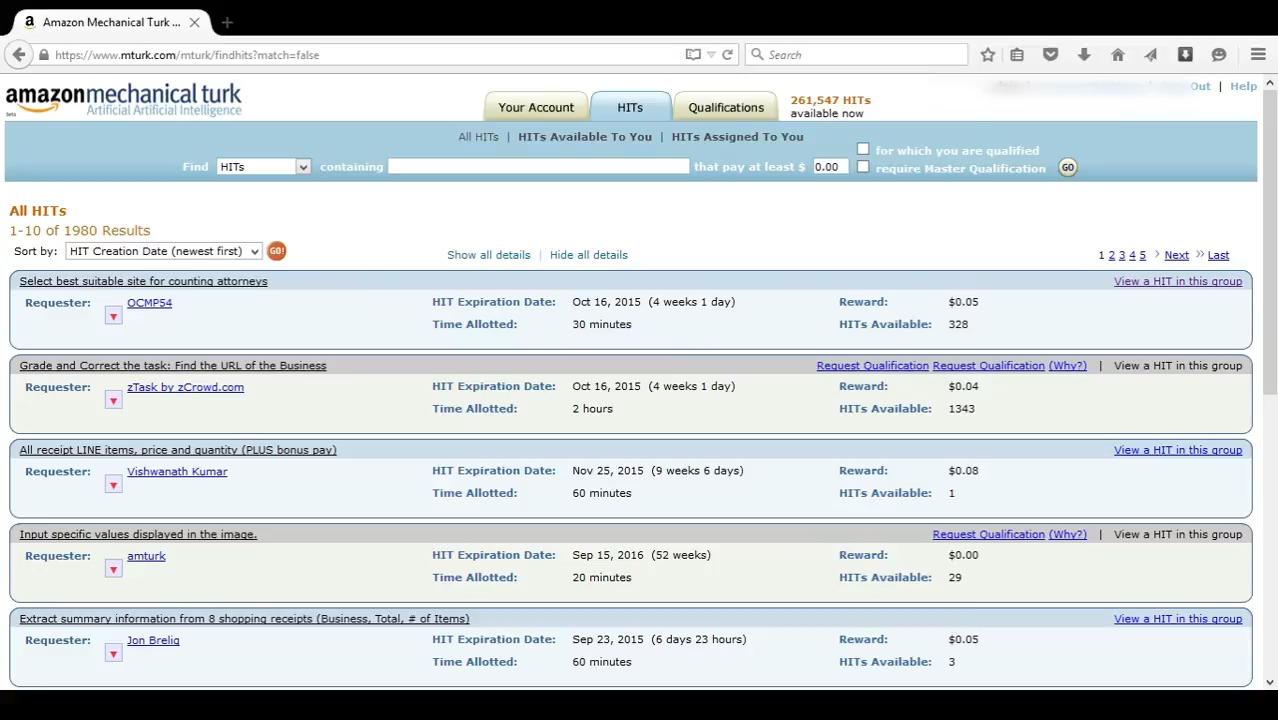 Amazon Mechanical Turk ...
https://www.mturk.com/mturk/findhits?match=false
Search
amazonmechanical turk
beta
Artificial Artificial Intelligence
Your Account
HITs
Qualifications
261,547 HITs
available now
Out | Help
All HITs | HITs Available To You | HITs Assigned To You
Find HITs containing that pay at least $ 0.00
for which you are qualified
require Master Qualification
GO
All HITs
1-10 of 1980 Results
Sort by: HIT Creation Date (newest first) GO!
Show all details | Hide all details
1 2 3 4 5 › Next » Last
Select best suitable site for counting attorneys View a HIT in this group
Requester: OCMP54 HIT Expiration Date: Oct 16, 2015 (4 weeks 1 day) Reward: $0.05
Time Allotted: 30 minutes HITs Available: 328
Grade and Correct the task: Find the URL of the Business Request Qualification Request Qualification (Why?) | View a HIT in this group
Requester: zTask by zCrowd.com HIT Expiration Date: Oct 16, 2015 (4 weeks 1 day) Reward: $0.04
Time Allotted: 2 hours HITs Available: 1343
All receipt LINE items, price and quantity (PLUS bonus pay) View a HIT in this group
Requester: Vishwanath Kumar HIT Expiration Date: Nov 25, 2015 (9 weeks 6 days) Reward: $0.08
Time Allotted: 60 minutes HITs Available: 1
Input specific values displayed in the image. Request Qualification (Why?) | View a HIT in this group
Requester: amturk HIT Expiration Date: Sep 15, 2016 (52 weeks) Reward: $0.00
Time Allotted: 20 minutes HITs Available: 29
Extract summary information from 8 shopping receipts (Business, Total, # of Items) View a HIT in this group
Requester: Jon Brelig HIT Expiration Date: Sep 23, 2015 (6 days 23 hours) Reward: $0.05
Time Allotted: 60 minutes HITs Available: 3